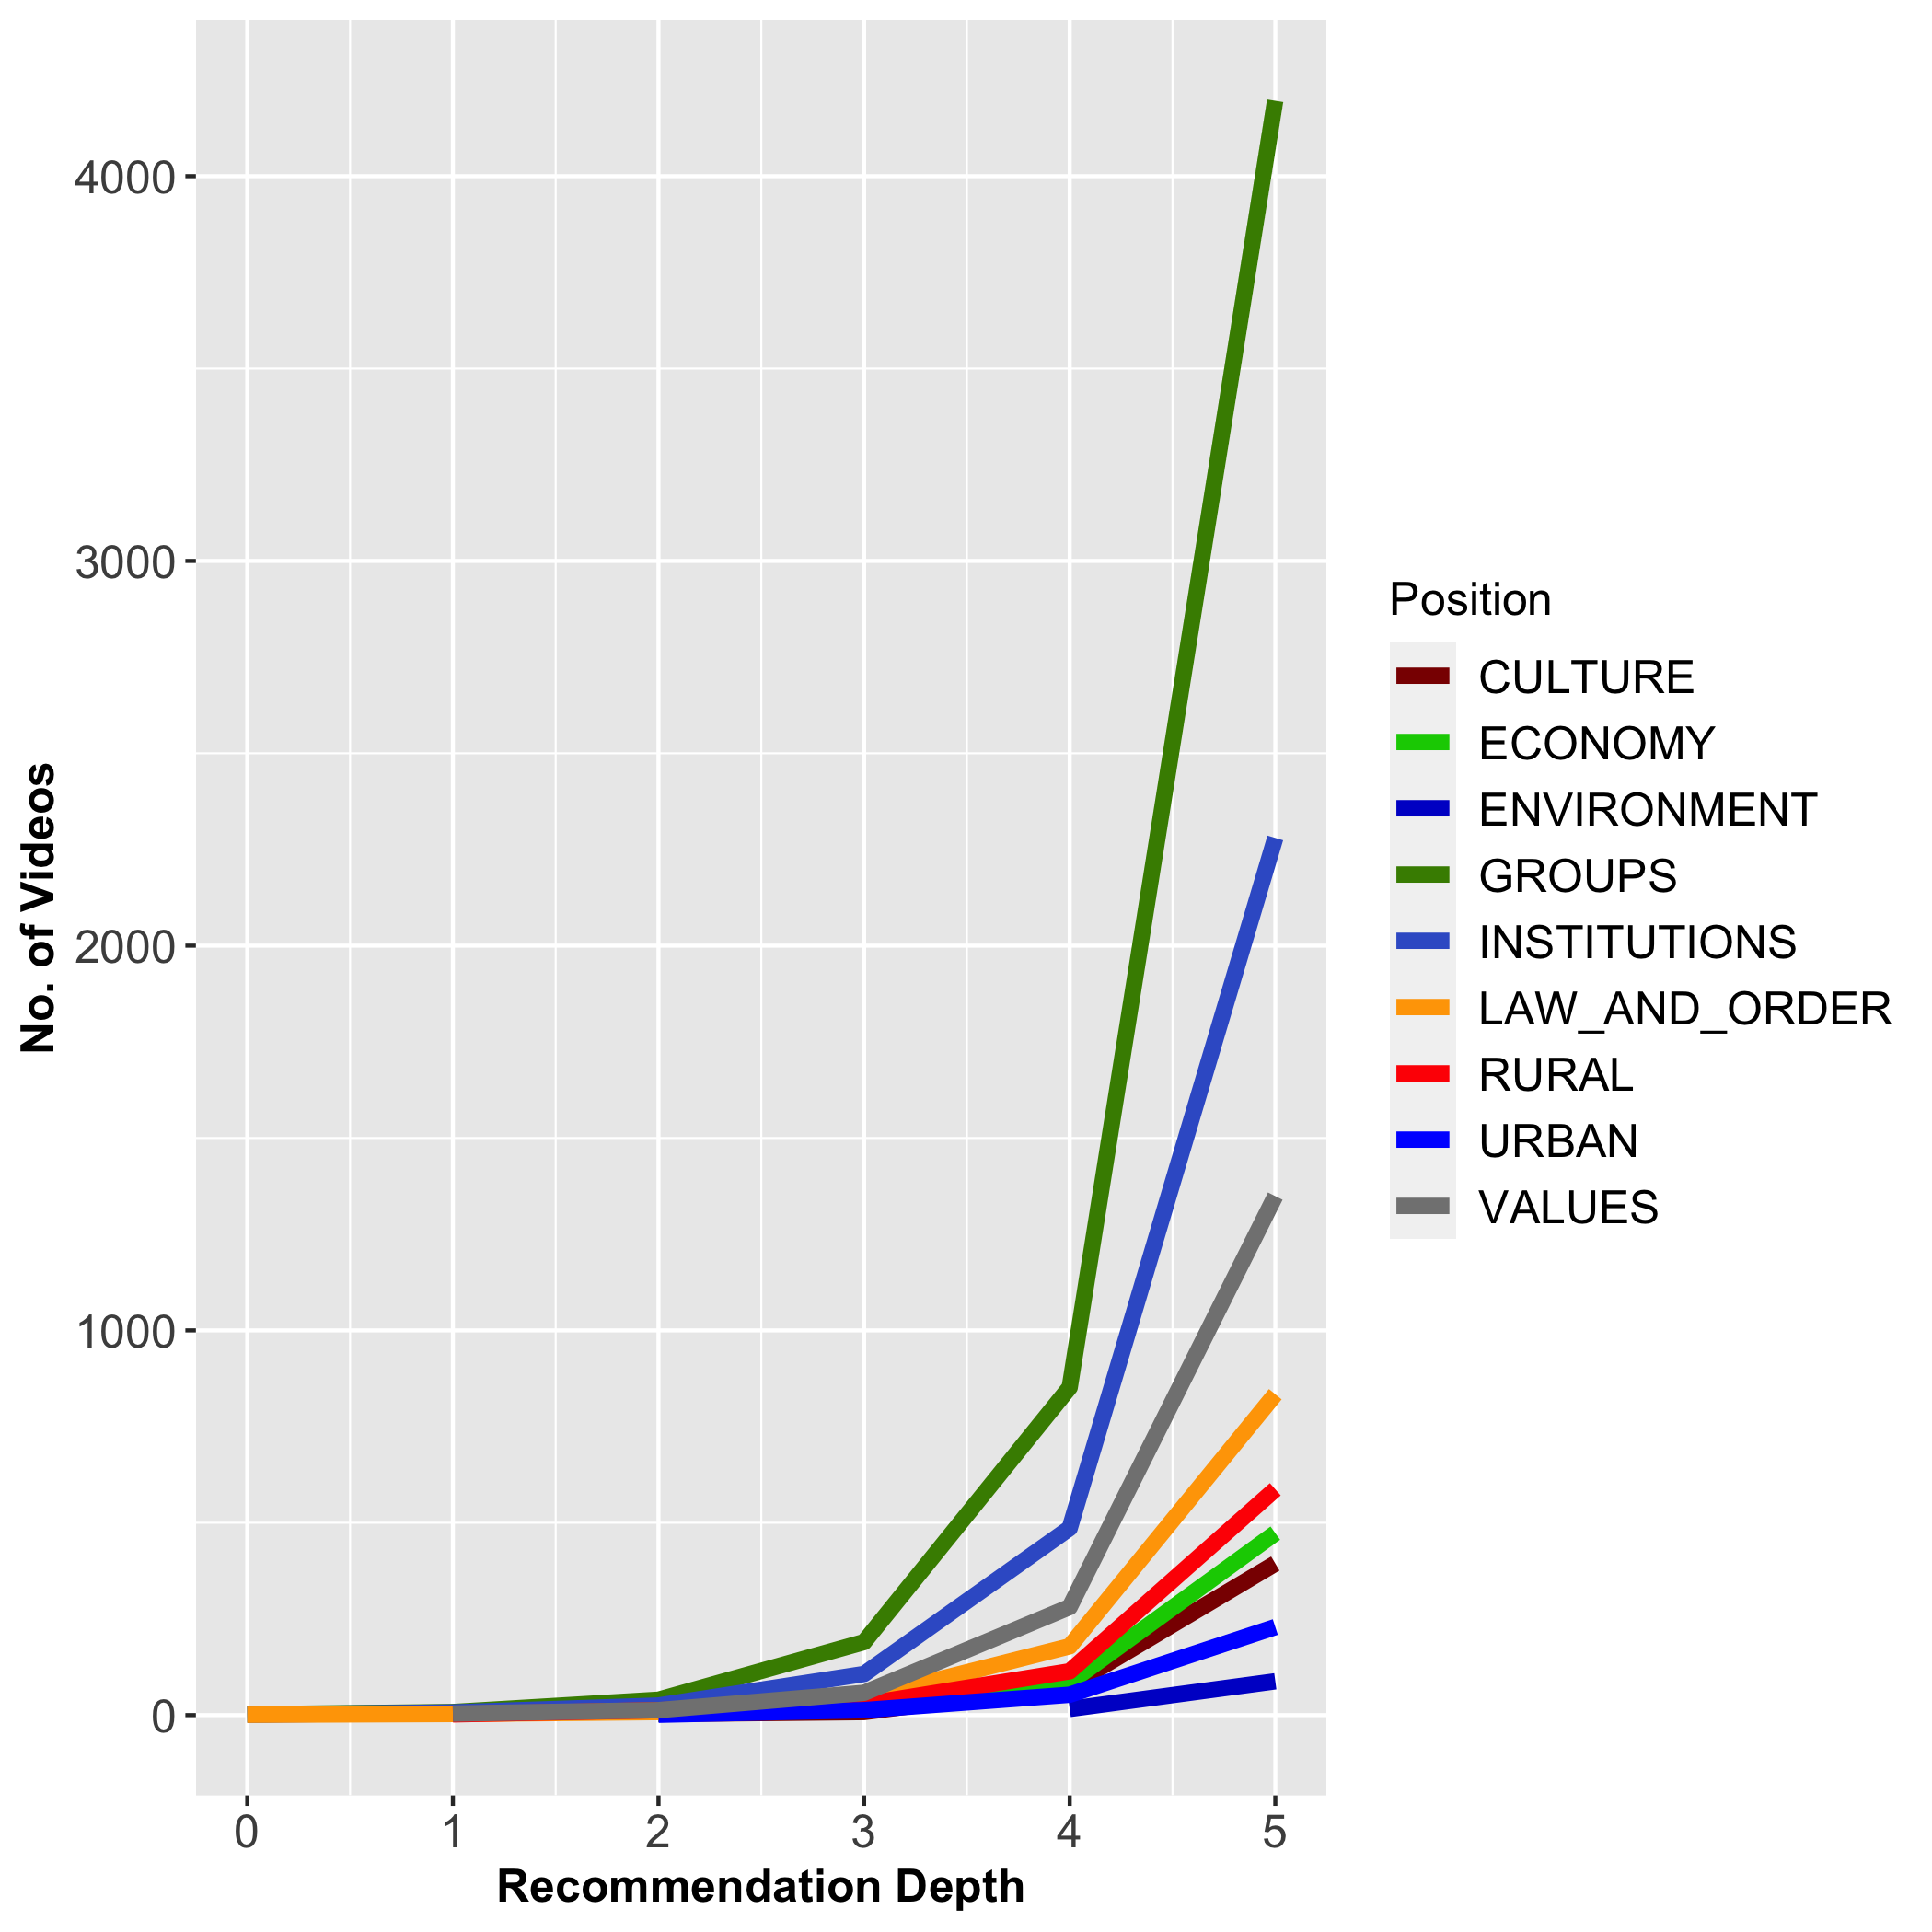 4000
3000
2000
1000
0
No. of Videos
0 1 2 3 4 5
Recommendation Depth
Position
CULTURE
ECONOMY
ENVIRONMENT
GROUPS
INSTITUTIONS
LAW_AND_ORDER
RURAL
URBAN
VALUES